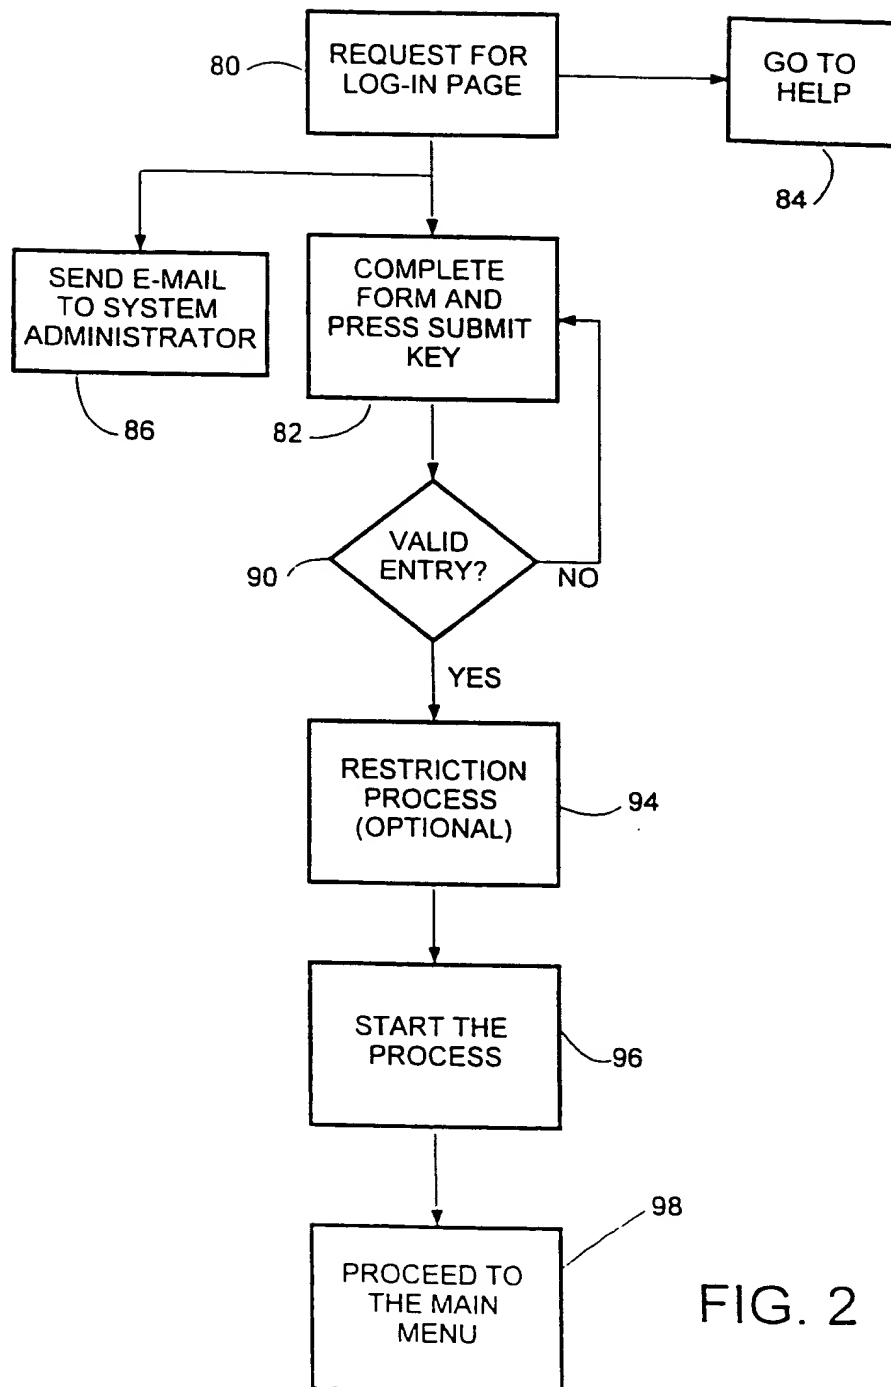 80
REQUEST FOR
LOG-IN PAGE
GO TO
HELP
84
SEND E-MAIL
TO SYSTEM
ADMINISTRATOR
86
COMPLETE
FORM AND
PRESS SUBMIT
KEY
82
VALID
ENTRY?
90
NO
YES
RESTRICTION
PROCESS
(OPTIONAL)
94
START THE
PROCESS
96
PROCEED TO
THE MAIN
MENU
98
FIG. 2